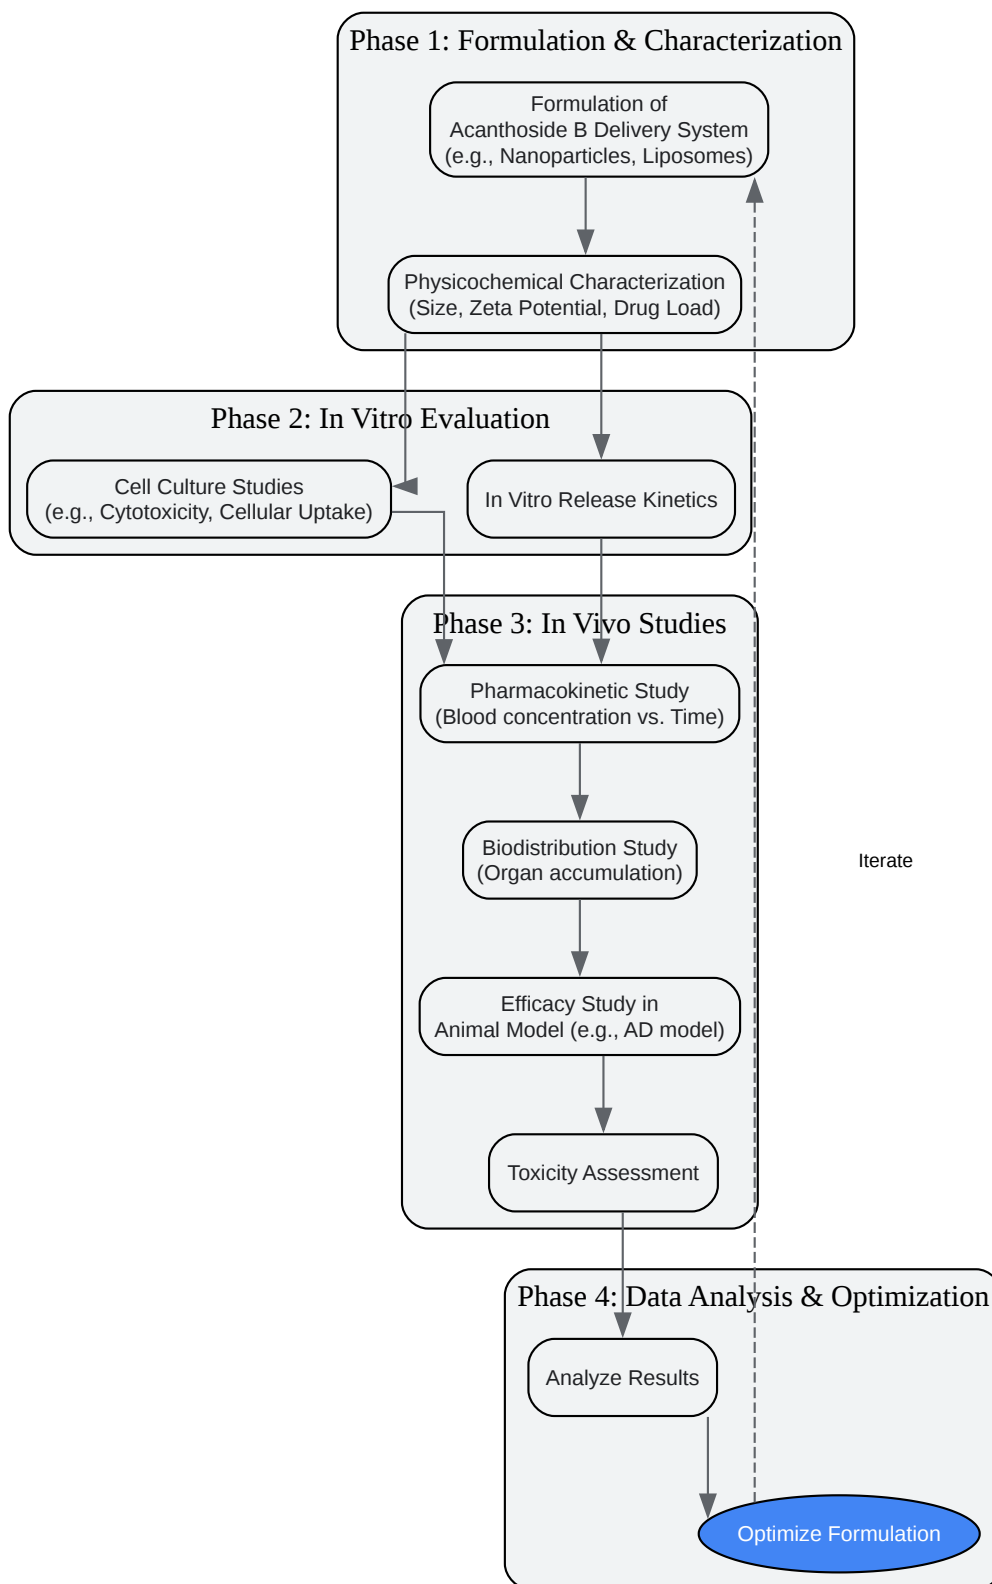 Phase 1: Formulation & Characterization
Formulation of
Acanthoside B Delivery System
(e.g., Nanoparticles, Liposomes)
Physicochemical Characterization
(Size, Zeta Potential, Drug Load)
Phase 2: In Vitro Evaluation
Cell Culture Studies
(e.g., Cytotoxicity, Cellular Uptake)
In Vitro Release Kinetics
Phase 3: In Vivo Studies
Pharmacokinetic Study
(Blood concentration vs. Time)
Biodistribution Study
(Organ accumulation)
Iterate
Efficacy Study in
Animal Model (e.g., AD model)
Toxicity Assessment
Phase 4: Data Analysis & Optimization
Analyze Results
Optimize Formulation